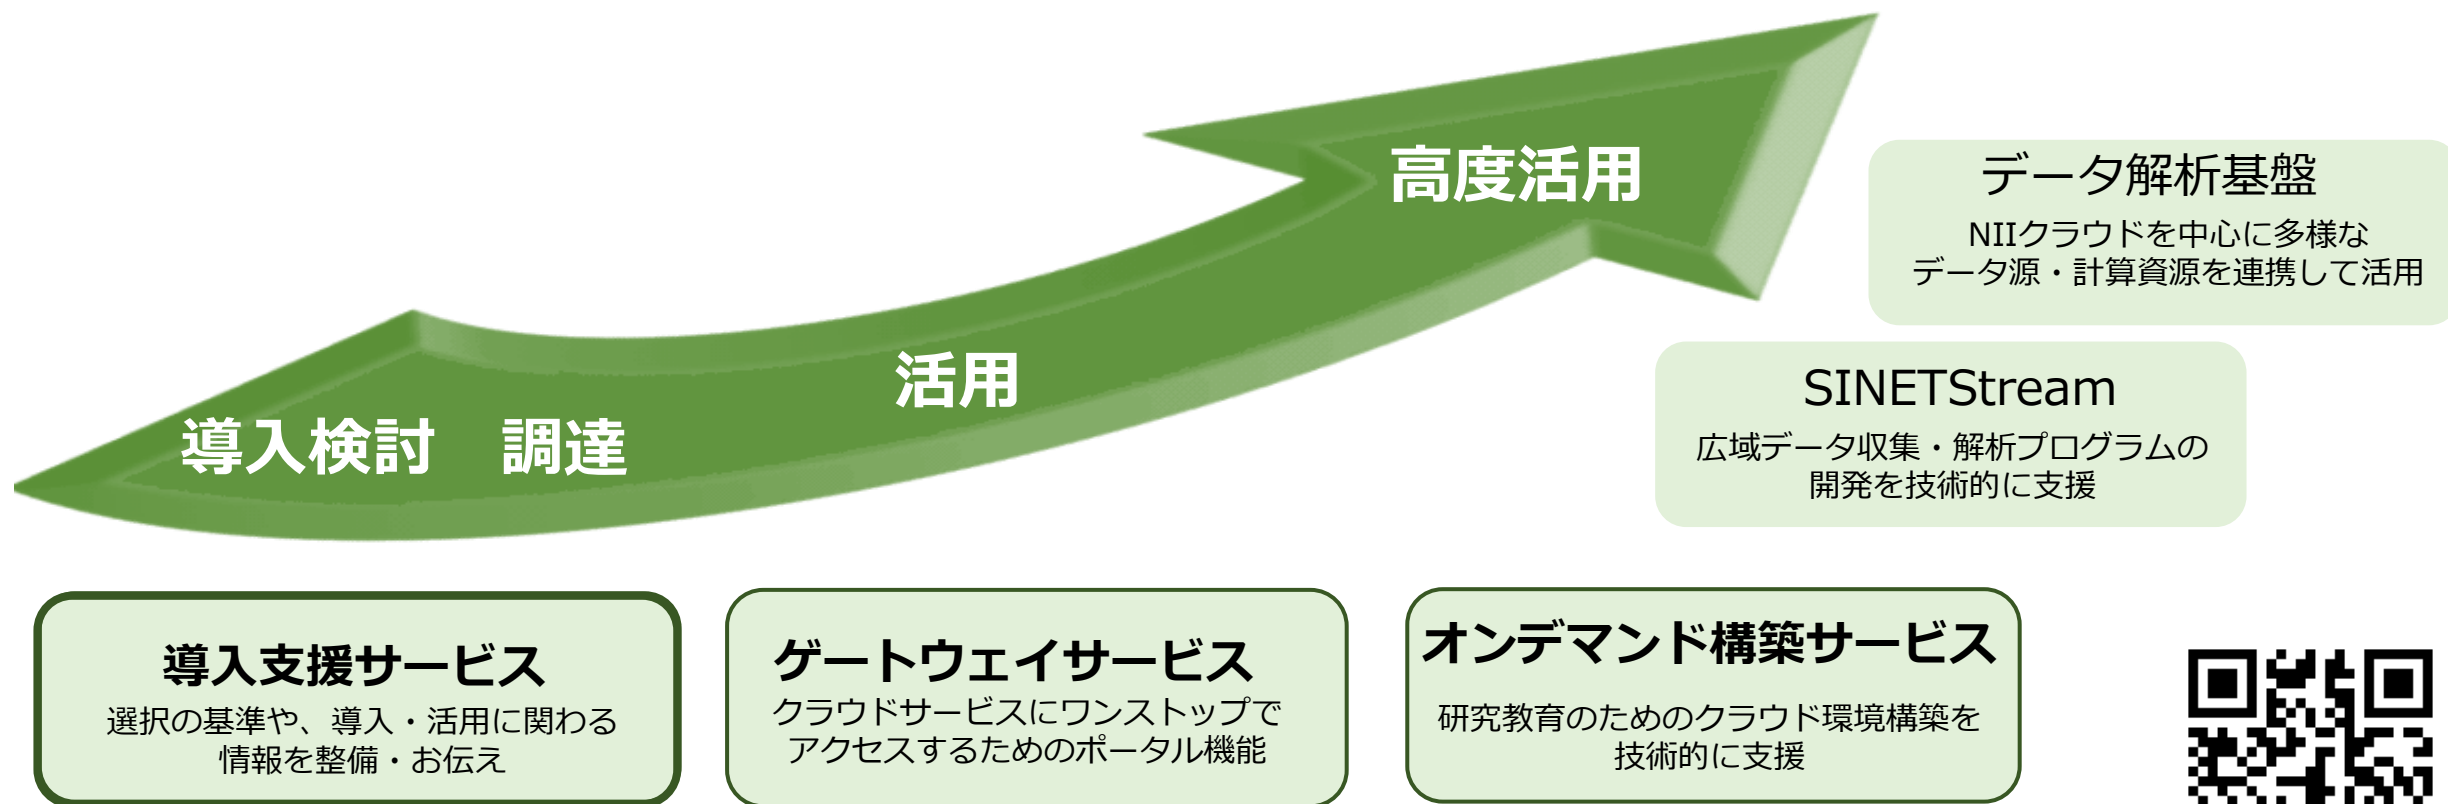 高度活用
活用
導入検討　調達
データ解析基盤
NIIクラウドを中心に多様な
データ源・計算資源を連携して活用
SINETStream
広域データ収集・解析プログラムの
開発を技術的に支援
導入支援サービス
選択の基準や、導入・活用に関わる
情報を整備・お伝え
ゲートウェイサービス
クラウドサービスにワンストップで
アクセスするためのポータル機能
オンデマンド構築サービス
研究教育のためのクラウド環境構築を
技術的に支援